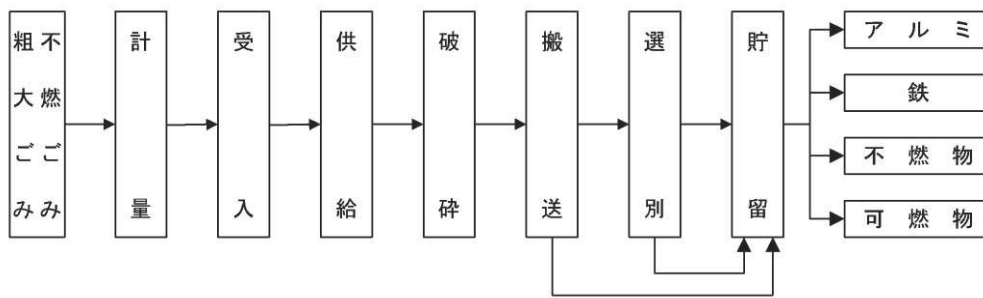 不燃ごみ
粗大ごみ
計量
受入
供給
破砕
搬送
選別
貯留
アルミ
鉄
不燃物
可燃物